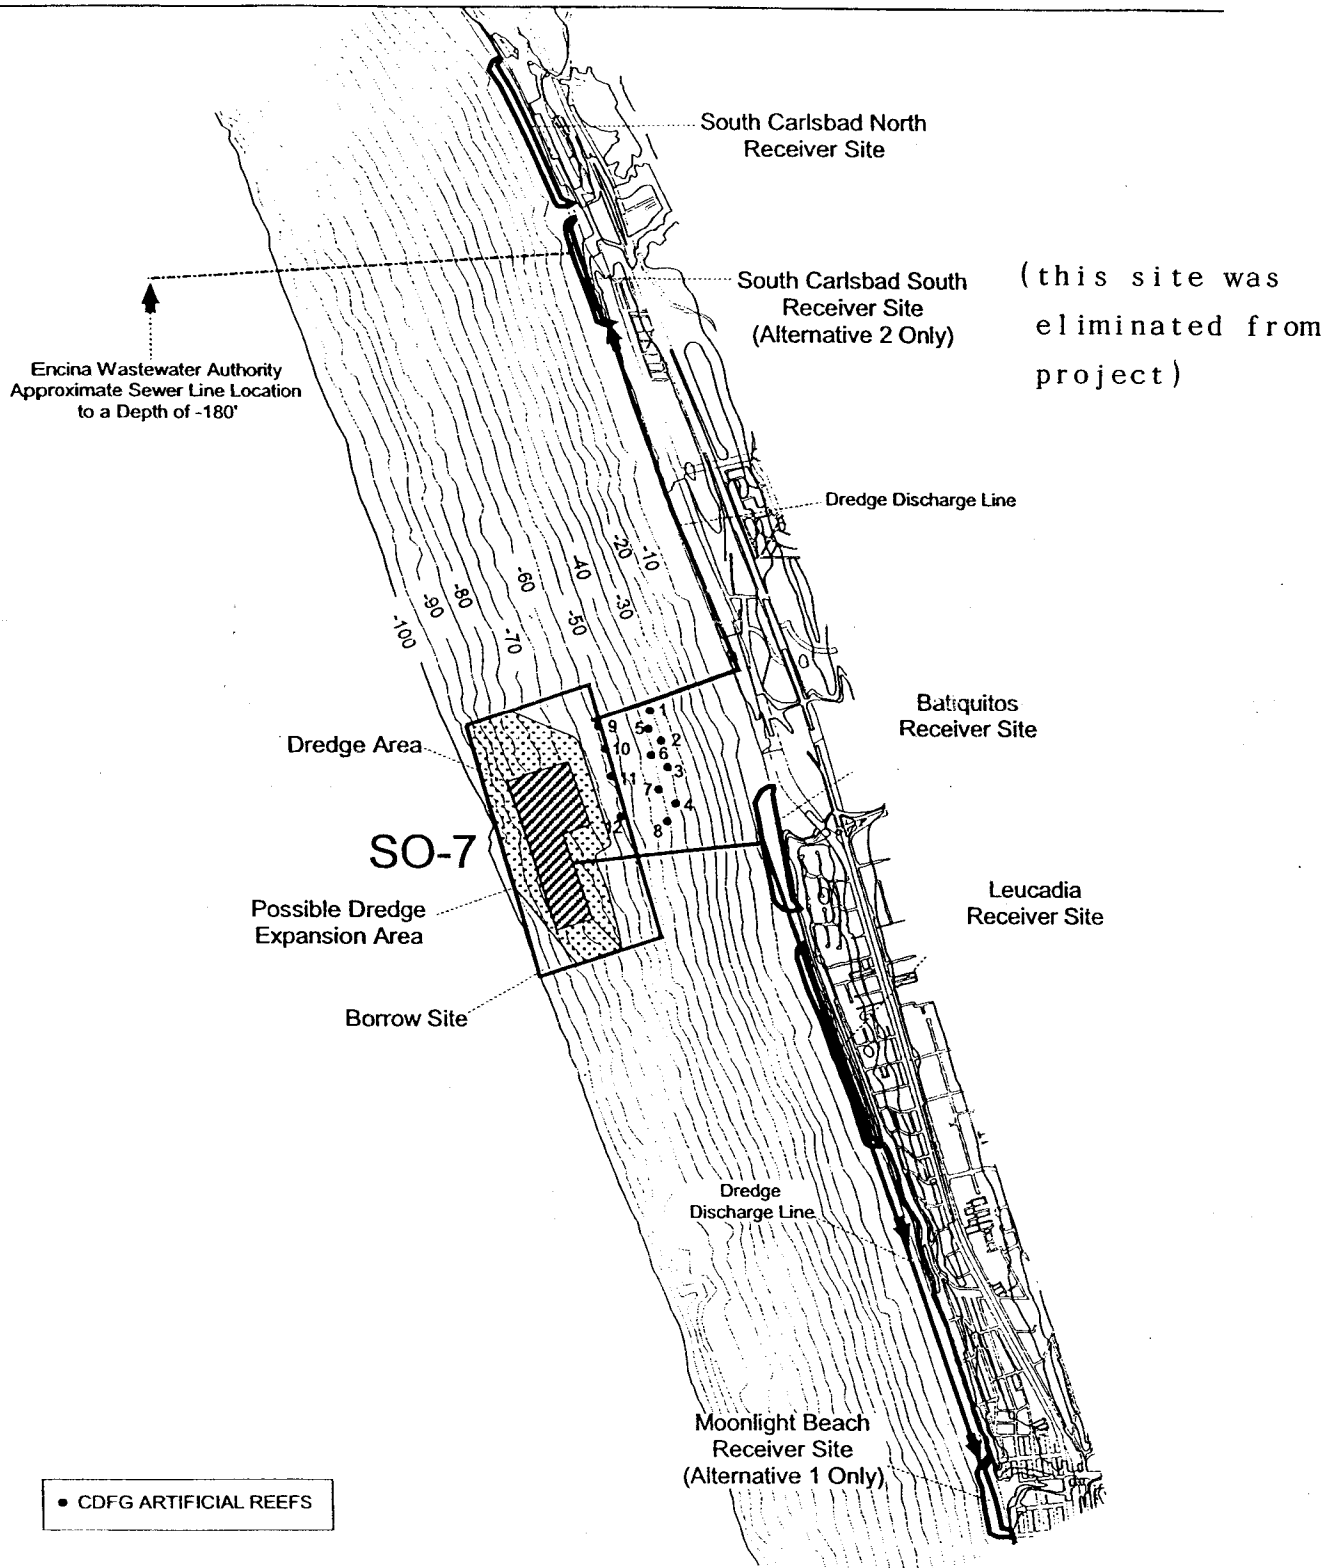 South Carlsbad North
Receiver Site
South Carlsbad South
Receiver Site
(Alternative 2 Only)
(this site was
eliminated from
project)
Encina Wastewater Authority
Approximate Sewer Line Location
to a Depth of -180'
Dredge Discharge Line
-100
-90
-80
-70
-60
-50
-40
-30
-20
-10
Batiquitos
Receiver Site
Dredge Area
1
2
3
4
5
6
7
8
9
10
11
12
SO-7
Possible Dredge
Expansion Area
Leucadia
Receiver Site
Borrow Site
Dredge
Discharge Line
Moonlight Beach
Receiver Site
(Alternative 1 Only)
• CDFG ARTIFICIAL REEFS